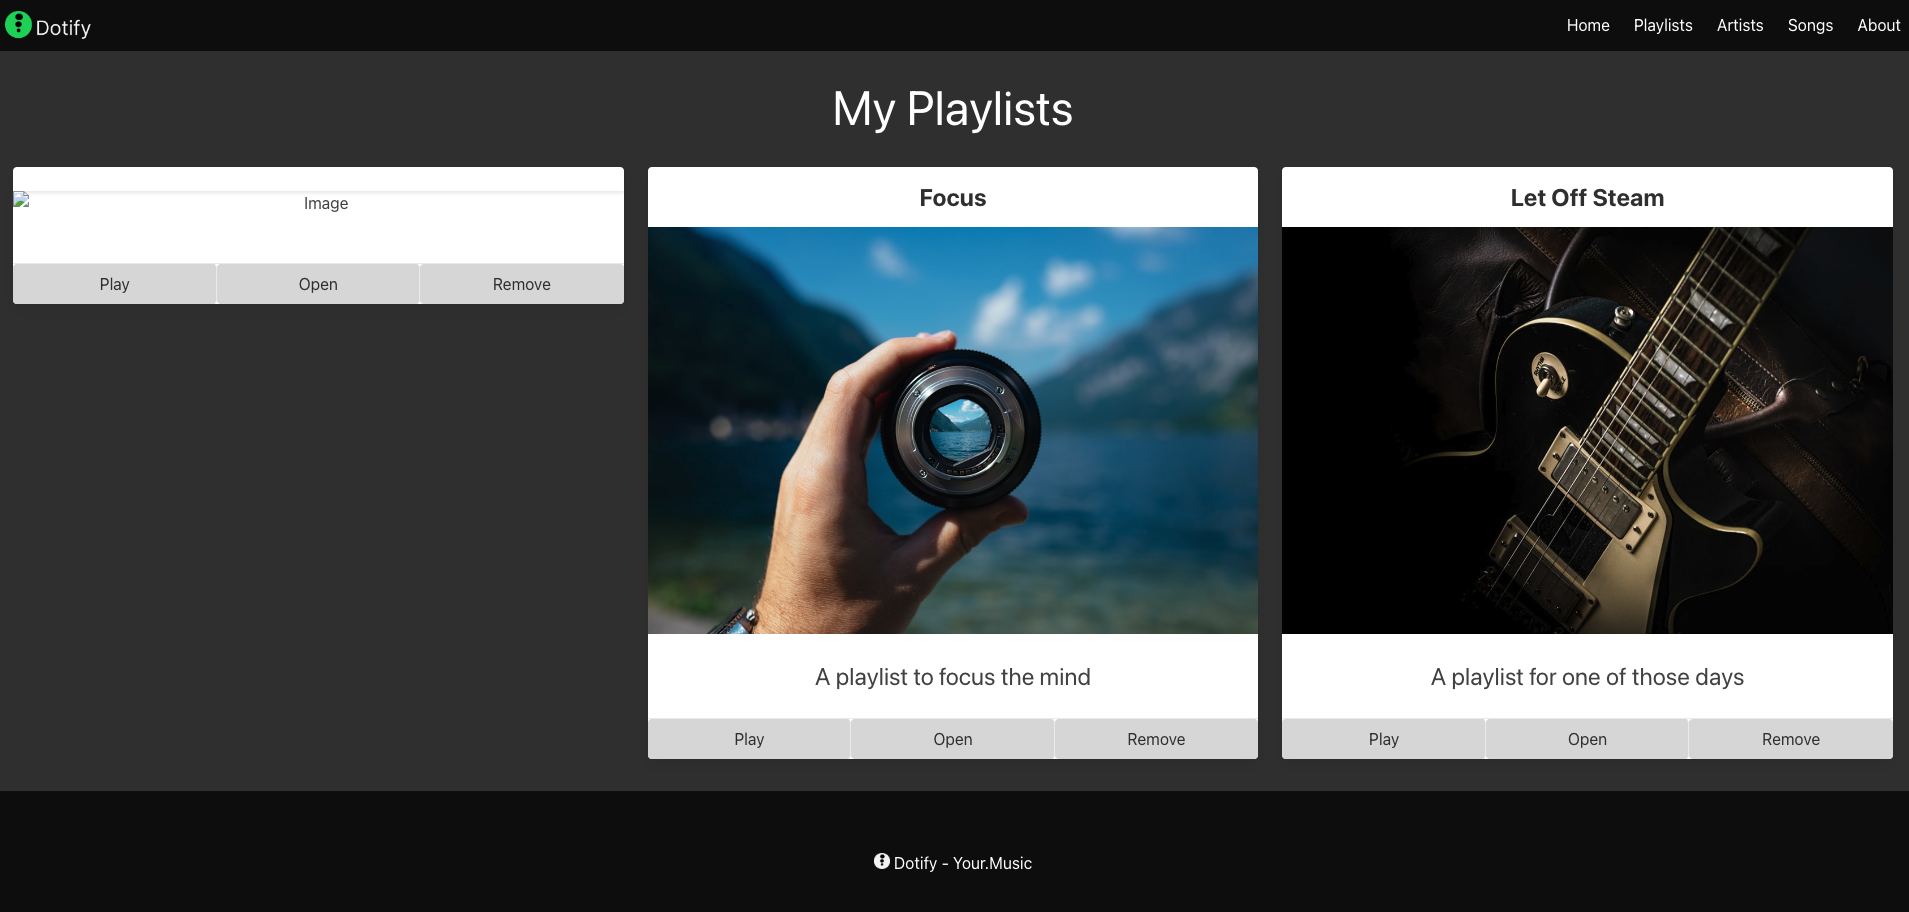 Dotify
Home Playlists Artists Songs About
My Playlists
Image
Play Open Remove
Focus
A playlist to focus the mind
Play Open Remove
Let Off Steam
A playlist for one of those days
Play Open Remove
Dotify - Your.Music